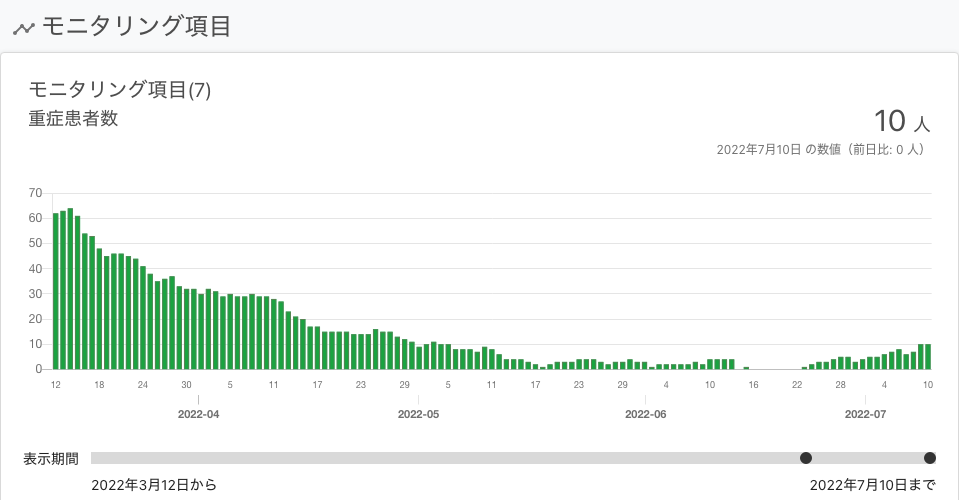 モニタリング項目
モニタリング項目(7)
重症患者数
10 人
2022年7月10日 の数値（前日比: 0 人）
70
60
50
40
30
20
10
0
12 18 24 30 5 11 17 23 29 5 11 17 23 29 4 10 16 22 28 4 10
2022-04 2022-05 2022-06 2022-07
表示期間
2022年3月12日から 2022年7月10日まで